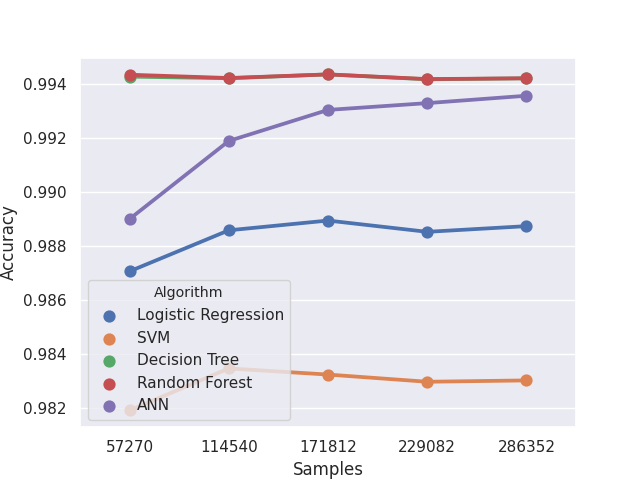 0.994
0.992
0.990
0.988
0.986
0.984
0.982
Accuracy
Algorithm
Logistic Regression
SVM
Decision Tree
Random Forest
ANN
57270
114540
171812
229082
286352
Samples